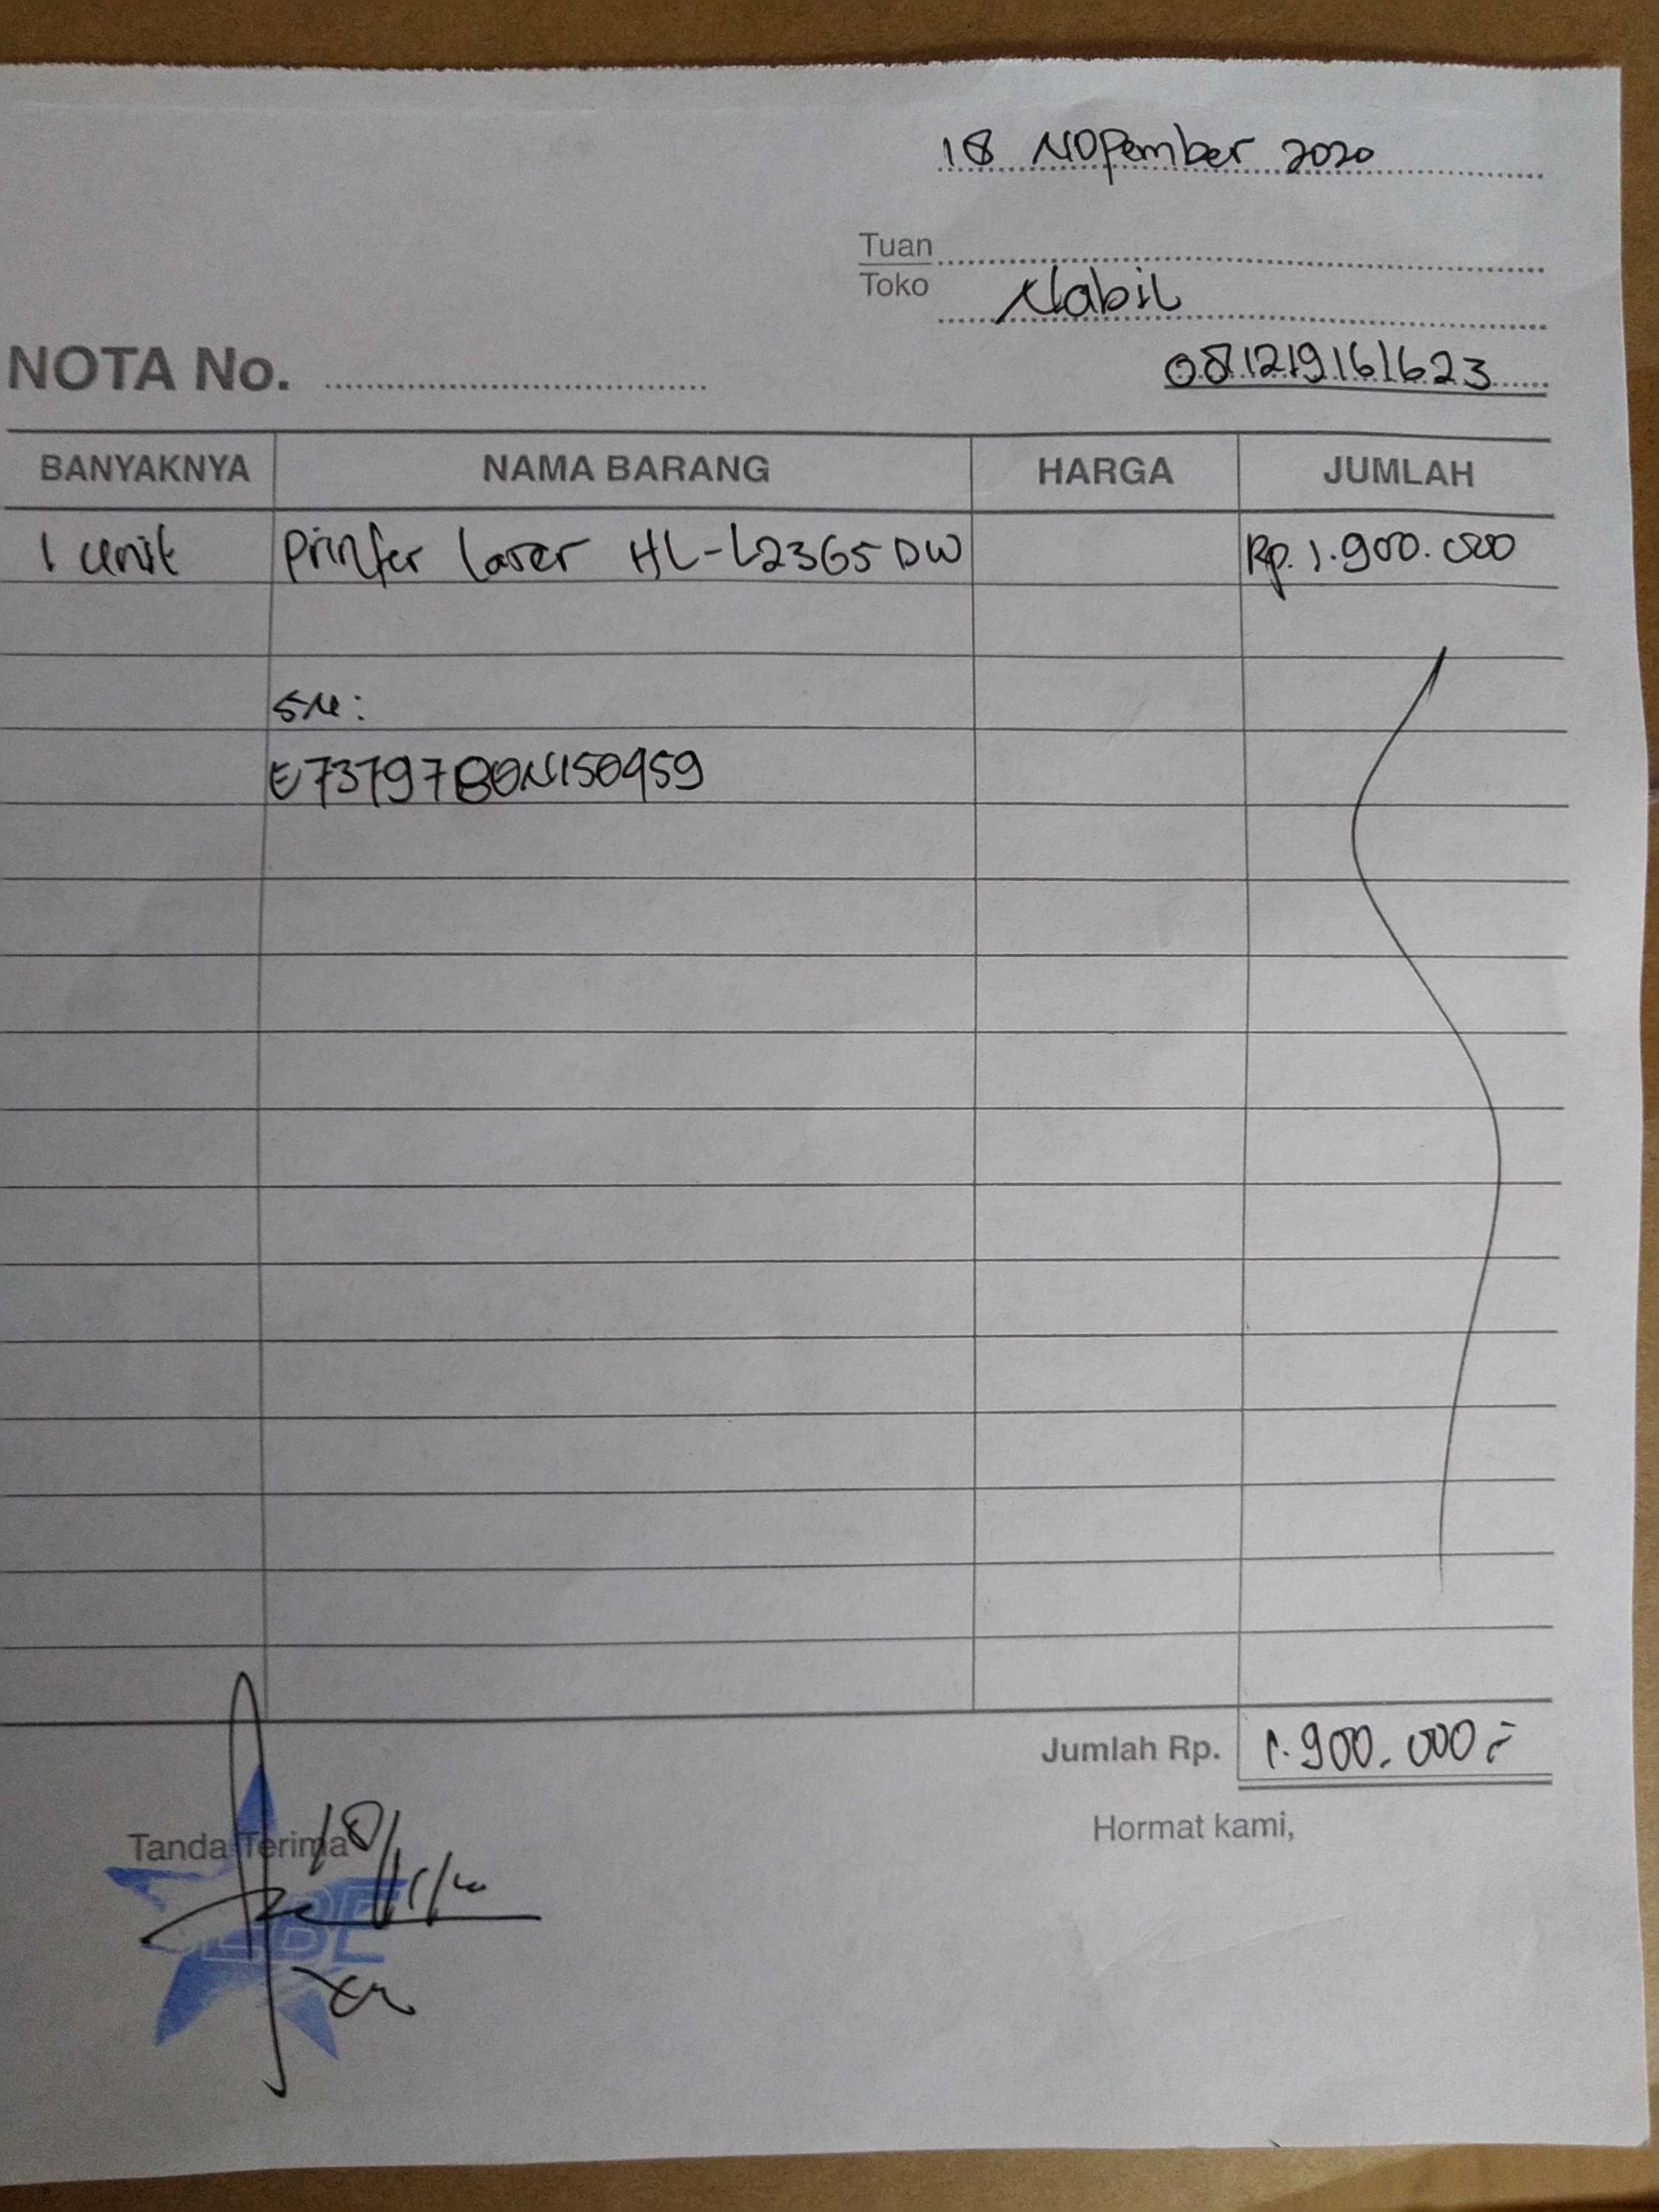 18 NOPember 2020
Tuan
Toko Nabil
NOTA No. 081219161623
BANYAKNYA NAMA BARANG HARGA JUMLAH
1 unit Printer laser HL-L2365DW Rp. 1.900.000
SN:
E73797B0N150959
Jumlah Rp. 1.900.000,-
Tanda Terima Hormat kami,
18/11/20